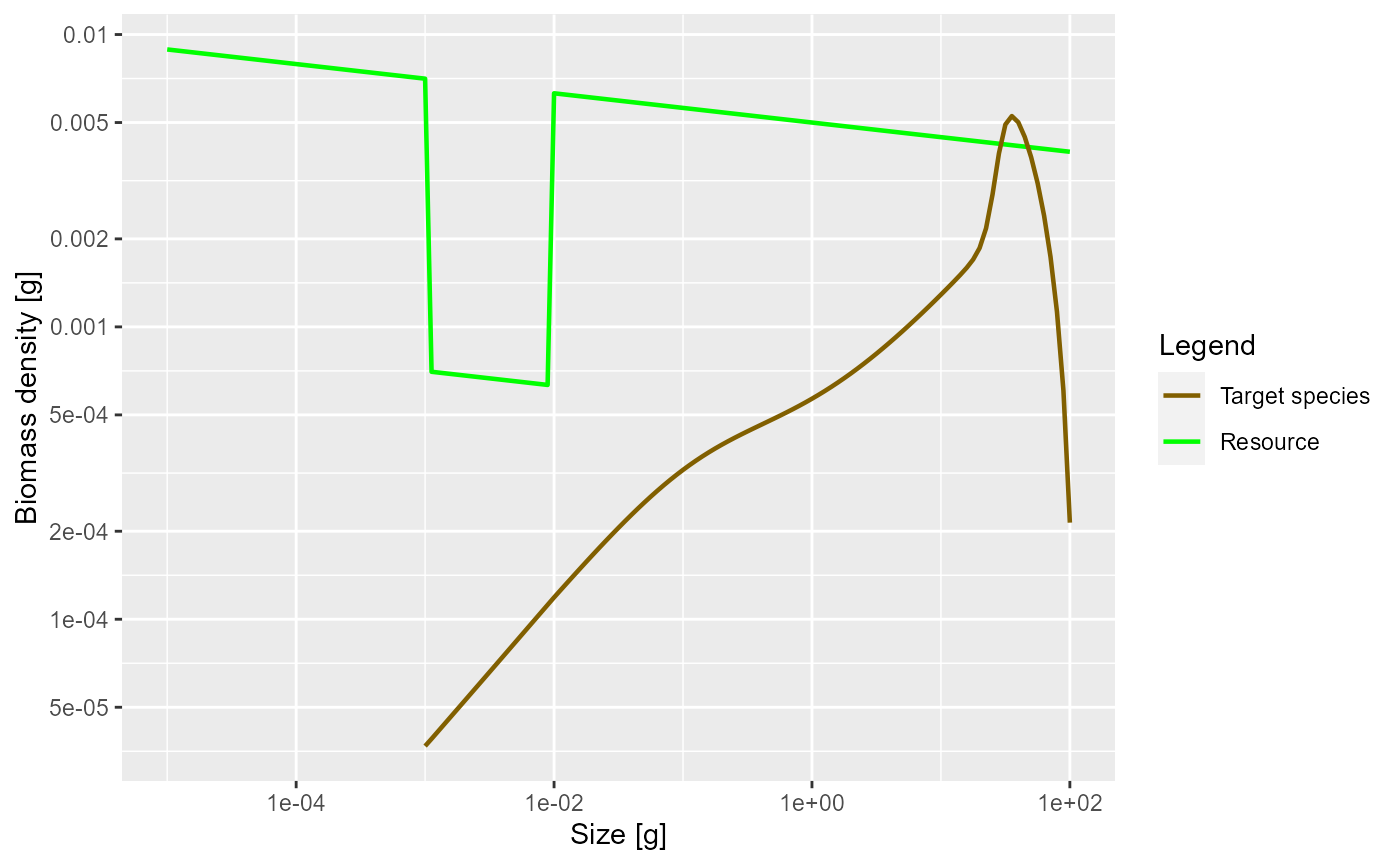 0.01
0.005
0.002
0.001
5e-04
2e-04
1e-04
5e-05
Biomass density [g]
1e-04
1e-02
1e+00
1e+02
Size [g]
Legend
Target species
Resource